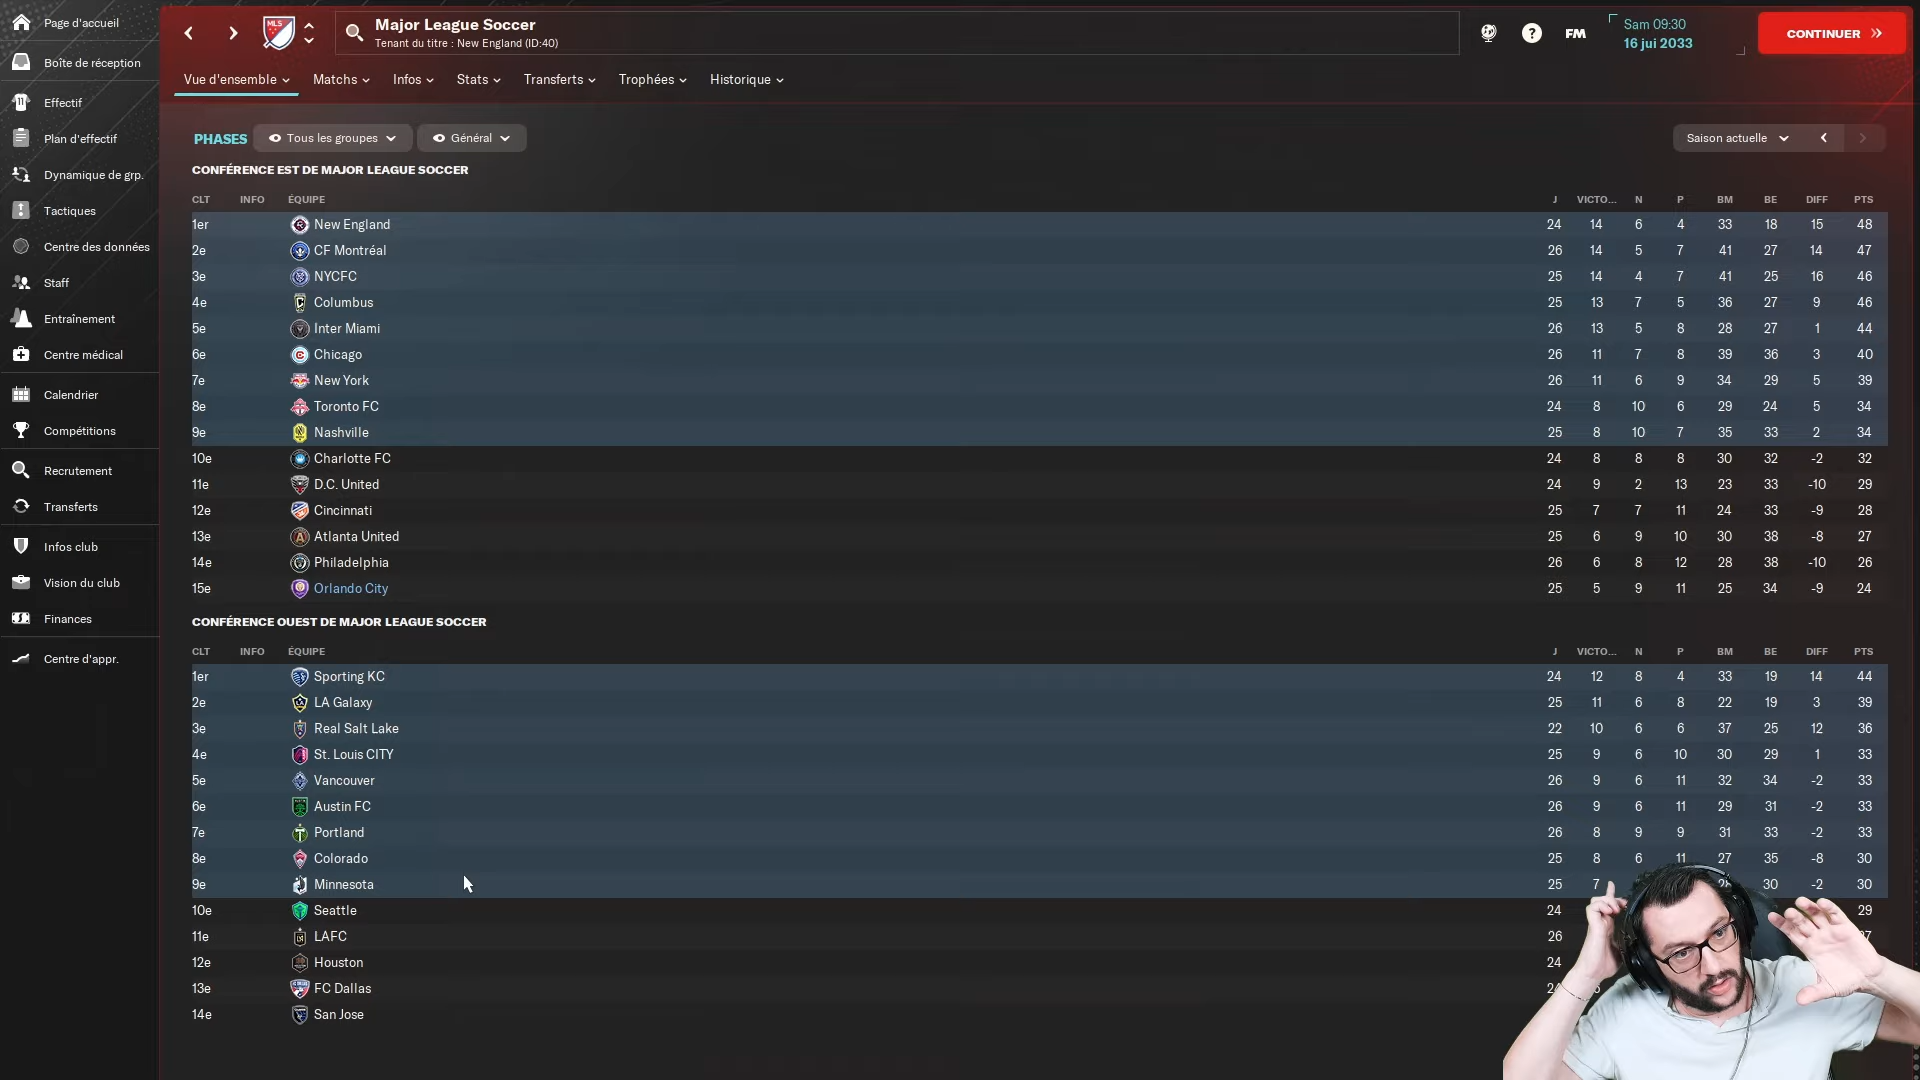 Page d'accueil
Boîte de réception
Effectif
Plan d'effectif
Dynamique de grp.
Tactiques
Centre des données
Staff
Entraînement
Centre médical
Calendrier
Compétitions
Recrutement
Transferts
Infos club
Vision du club
Finances
Centre d'appr.
Major League Soccer
Tenant du titre : New England (ID:40)
FM
Sam 09:30
16 jui 2033
CONTINUER
Vue d'ensemble Matchs Infos Stats Transferts Trophées Historique
PHASES Tous les groupes Général Saison actuelle
CONFÉRENCE EST DE MAJOR LEAGUE SOCCER
CLT INFO ÉQUIPE J VICTO... N P BM BE DIFF PTS
1er New England 24 14 6 4 33 18 15 48
2e CF Montréal 26 14 5 7 41 27 14 47
3e NYCFC 25 14 4 7 41 25 16 46
4e Columbus 25 13 7 5 36 27 9 46
5e Inter Miami 26 13 5 8 28 27 1 44
6e Chicago 26 11 7 8 39 36 3 40
7e New York 26 11 6 9 34 29 5 39
8e Toronto FC 24 8 10 6 29 24 5 34
9e Nashville 25 8 10 7 35 33 2 34
10e Charlotte FC 24 8 8 8 30 32 -2 32
11e D.C. United 24 9 2 13 23 33 -10 29
12e Cincinnati 25 7 7 11 24 33 -9 28
13e Atlanta United 25 6 9 10 30 38 -8 27
14e Philadelphia 26 6 8 12 28 38 -10 26
15e Orlando City 25 5 9 11 25 34 -9 24
CONFÉRENCE OUEST DE MAJOR LEAGUE SOCCER
CLT INFO ÉQUIPE J VICTO... N P BM BE DIFF PTS
1er Sporting KC 24 12 8 4 33 19 14 44
2e LA Galaxy 25 11 6 8 22 19 3 39
3e Real Salt Lake 22 10 6 6 37 25 12 36
4e St. Louis CITY 25 9 6 10 30 29 1 33
5e Vancouver 26 9 6 11 32 34 -2 33
6e Austin FC 26 9 6 11 29 31 -2 33
7e Portland 26 8 9 9 31 33 -2 33
8e Colorado 25 8 6 11 27 35 -8 30
9e Minnesota 25 7 30 -2 30
10e Seattle 24 29
11e LAFC 26
12e Houston 24
13e FC Dallas 24
14e San Jose